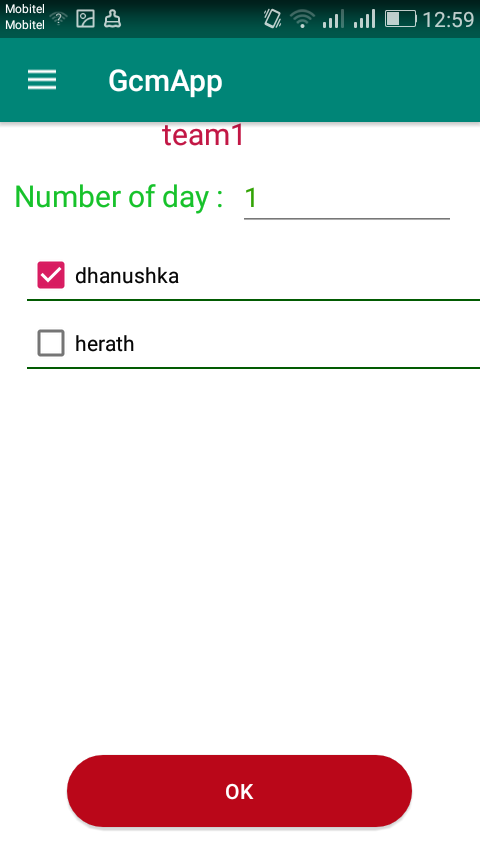 Mobitel
Mobitel
12:59
GcmApp
team1
Number of day : 1
dhanushka
herath
OK